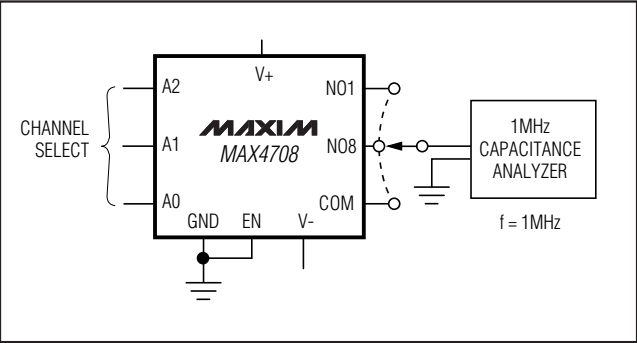 V+
A2
NO1
CHANNEL
SELECT
A1
MAXIM
MAX4708
NO8
1MHz
CAPACITANCE
ANALYZER
A0
COM
GND
EN
V-
f = 1MHz